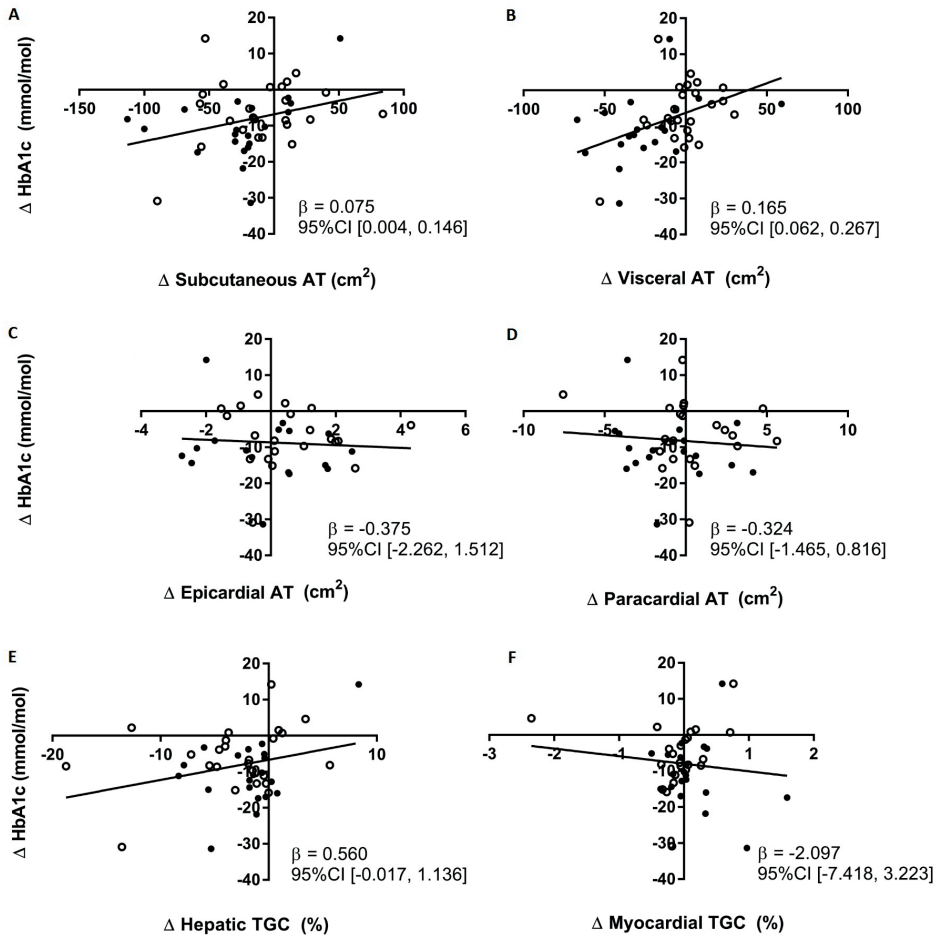 A
B
20
20
10
10
-150
-100
-50
50
100
-100
-50
50
100
-10
-10
-20
-20
-30
-30
-40
-40
Δ HbA1c (mmol/mol)
β = 0.075
95%CI [0.004, 0.146]
β = 0.165
95%CI [0.062, 0.267]
Δ Subcutaneous AT (cm²)
Δ Visceral AT (cm²)
C
D
20
20
10
10
-4
-2
2
4
6
-10
-5
5
10
-10
-10
-20
-20
-30
-30
-40
-40
Δ HbA1c (mmol/mol)
β = -0.375
95%CI [-2.262, 1.512]
β = -0.324
95%CI [-1.465, 0.816]
Δ Epicardial AT (cm²)
Δ Paracardial AT (cm²)
E
F
20
20
10
10
-20
-10
10
-3
-2
-1
1
2
-10
-10
-20
-20
-30
-30
-40
-40
Δ HbA1c (mmol/mol)
β = 0.560
95%CI [-0.017, 1.136]
β = -2.097
95%CI [-7.418, 3.223]
Δ Hepatic TGC (%)
Δ Myocardial TGC (%)